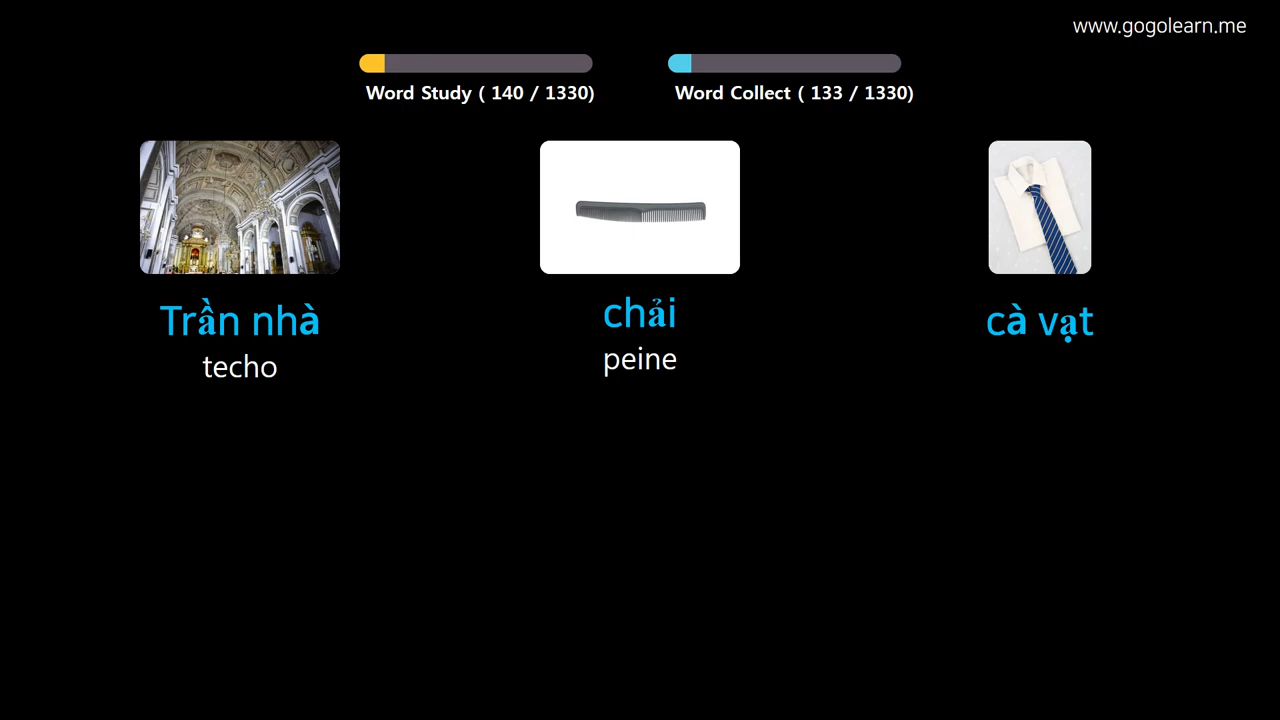 www.gogolearn.me
Word Study ( 140 / 1330)
Word Collect ( 133 / 1330)
Trần nhà
techo
chải
peine
cà vạt